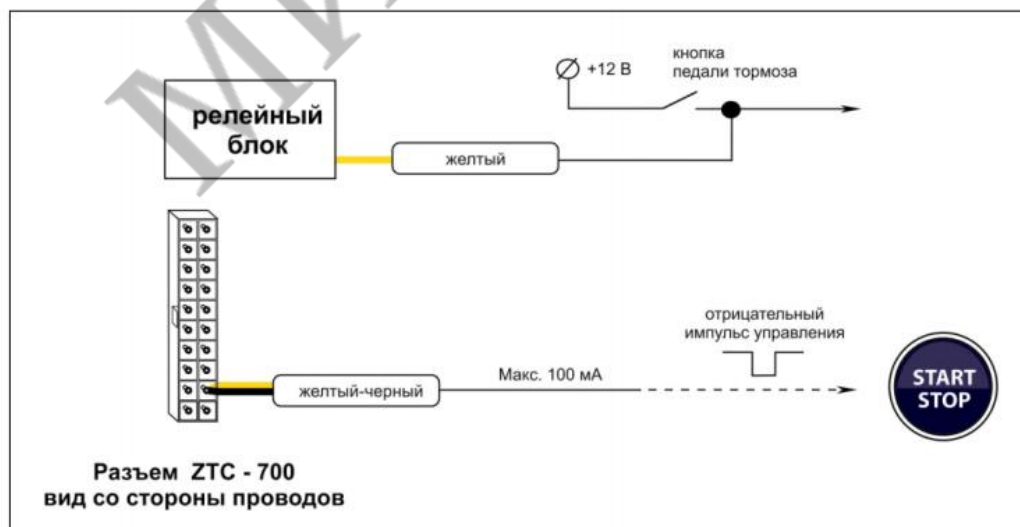 МИ
+12 В
кнопка
педали тормоза
релейный
блок
желтый
отрицательный
импульс управления
Макс. 100 мА
желтый-черный
START
STOP
Разъем ZTC - 700
вид со стороны проводов